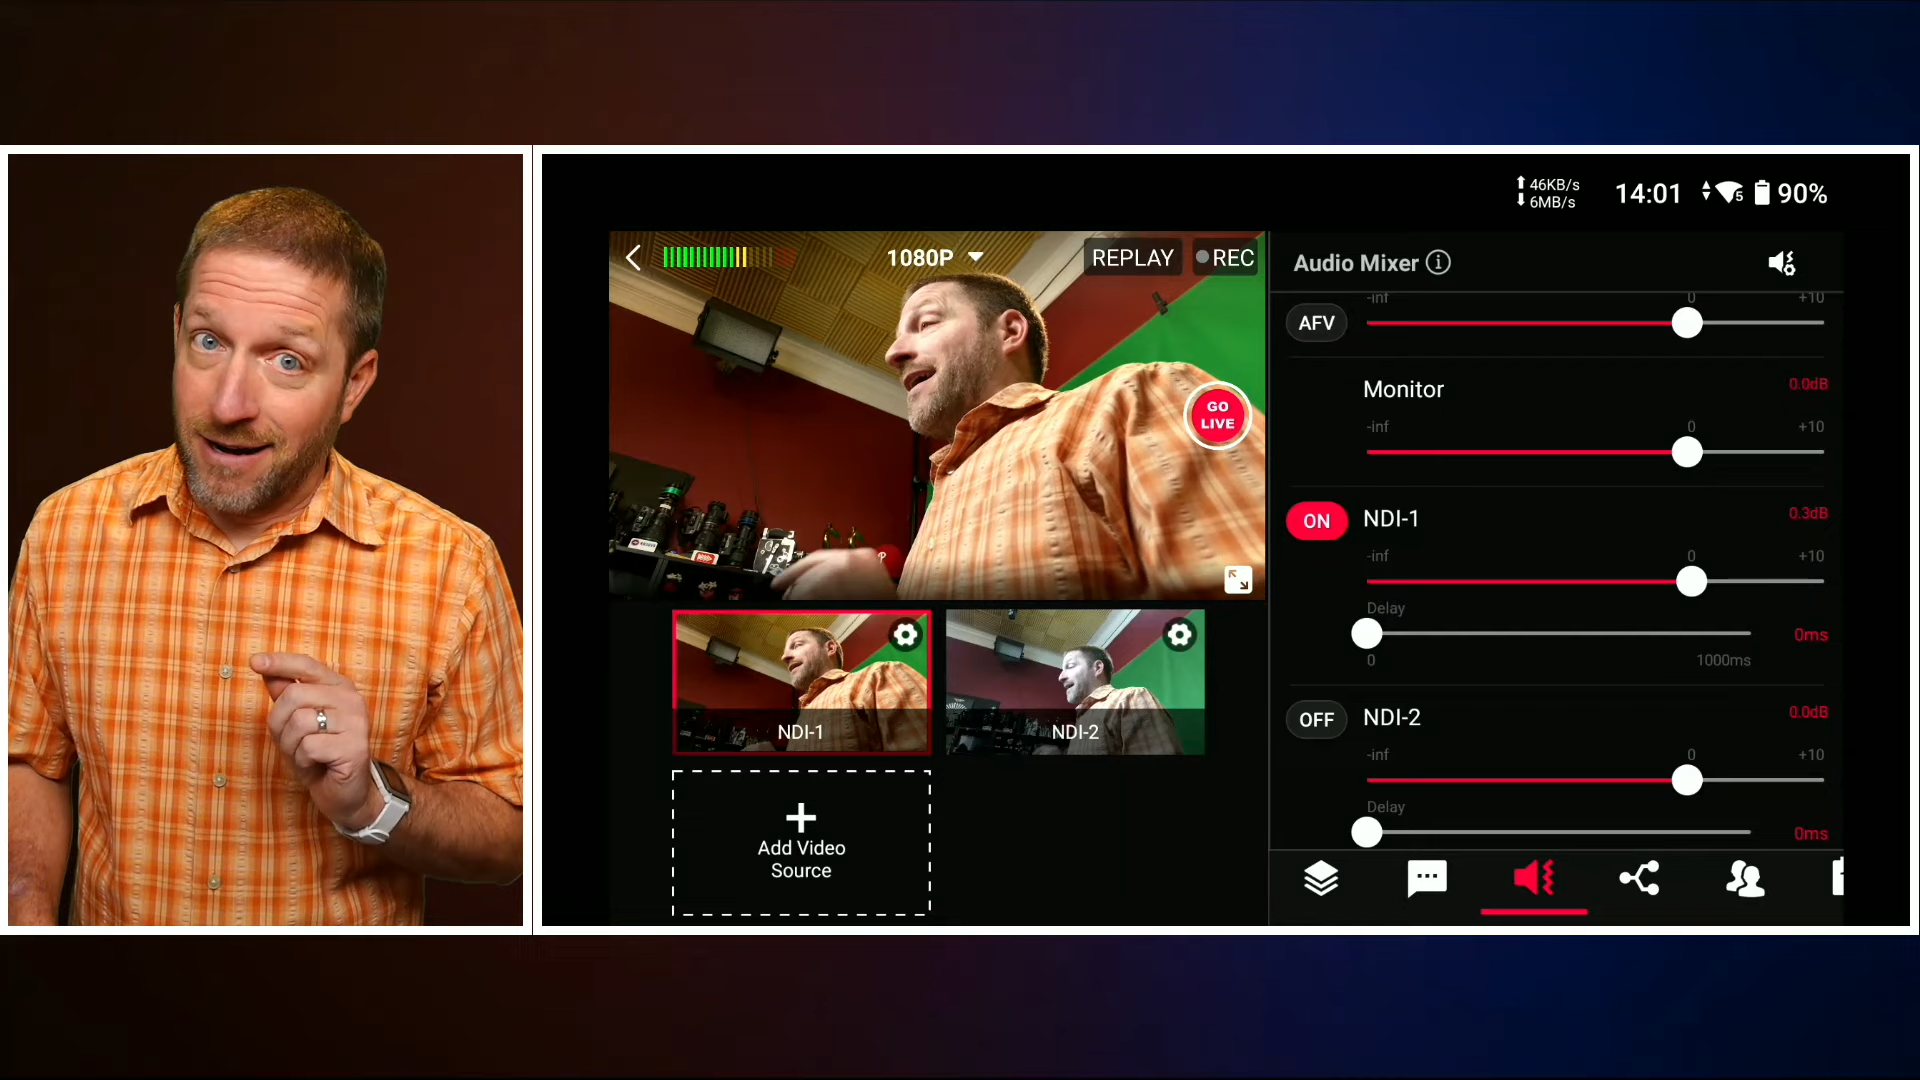 46KB/s
6MB/s
14:01
5
90%
1080P
REPLAY
REC
Audio Mixer
-inf 0 +10
AFV
Monitor
0.0dB
-inf 0 +10
GO
LIVE
ON
NDI-1
0.3dB
-inf 0 +10
Delay
0ms
0 1000ms
OFF
NDI-2
0.0dB
-inf 0 +10
Delay
0ms
NDI-1
NDI-2
Add Video
Source